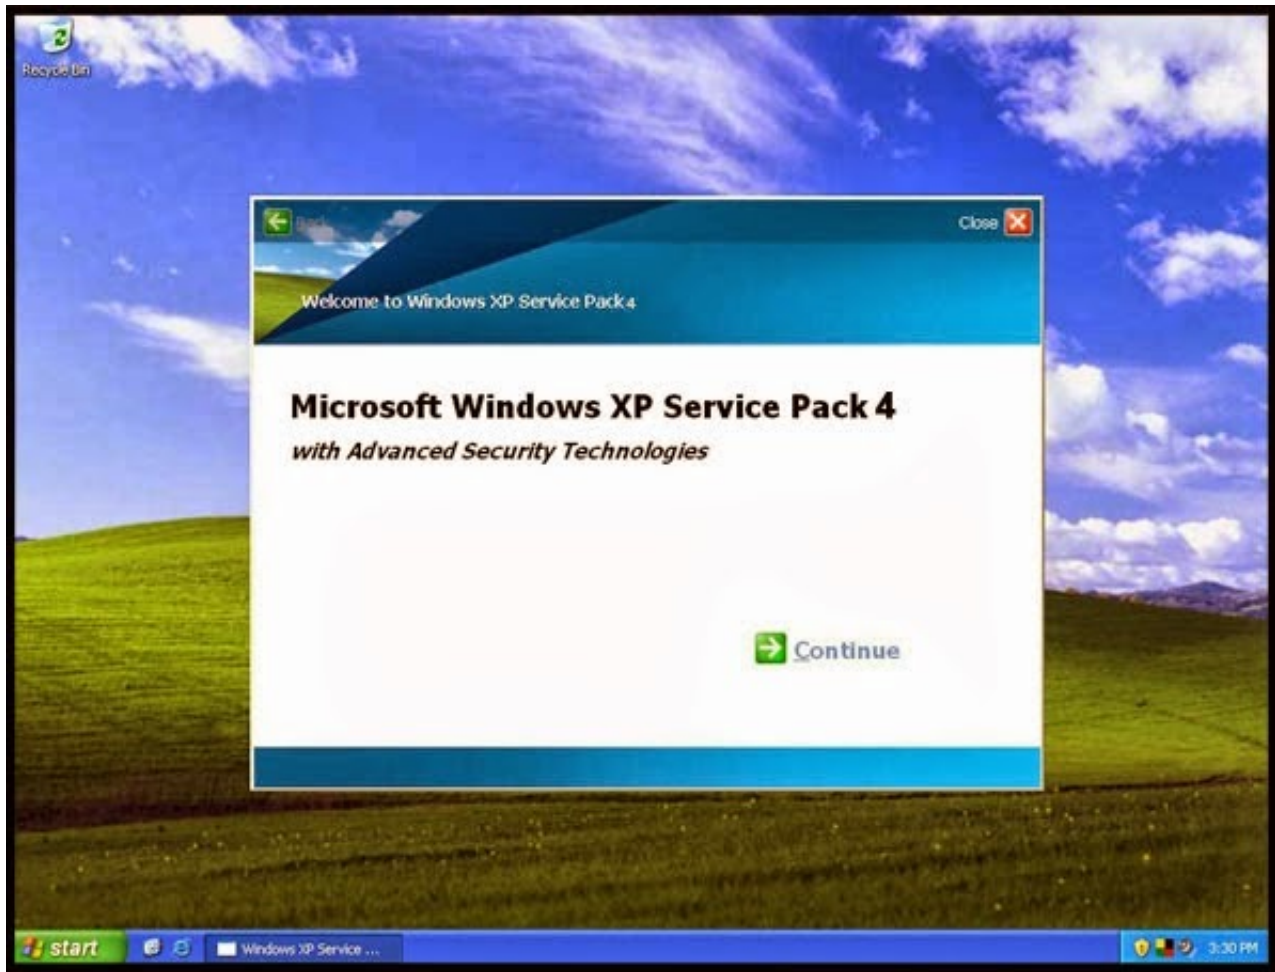 Recycle Bin
Back
Close
Welcome to Windows XP Service Pack 4
Microsoft Windows XP Service Pack 4
with Advanced Security Technologies
Continue
start
Windows XP Service ...
3:30 PM